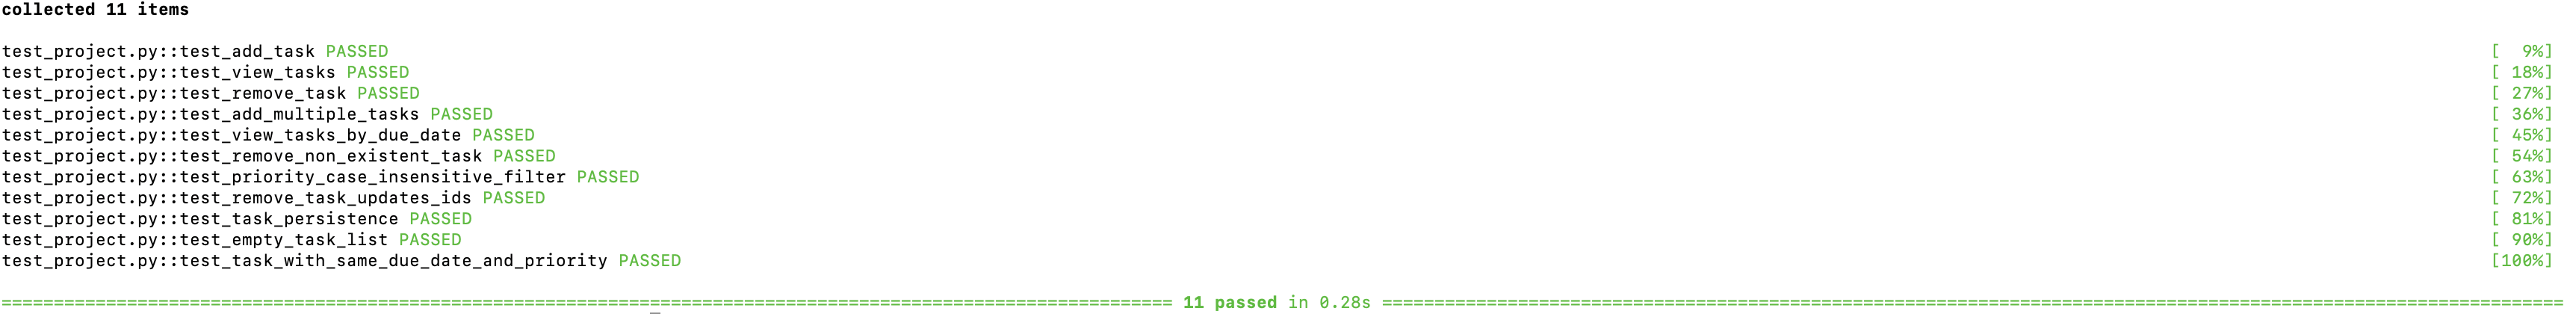 collected 11 items
test_project.py::test_add_task PASSED [  9%]
test_project.py::test_view_tasks PASSED [ 18%]
test_project.py::test_remove_task PASSED [ 27%]
test_project.py::test_add_multiple_tasks PASSED [ 36%]
test_project.py::test_view_tasks_by_due_date PASSED [ 45%]
test_project.py::test_remove_non_existent_task PASSED [ 54%]
test_project.py::test_priority_case_insensitive_filter PASSED [ 63%]
test_project.py::test_remove_task_updates_ids PASSED [ 72%]
test_project.py::test_task_persistence PASSED [ 81%]
test_project.py::test_empty_task_list PASSED [ 90%]
test_project.py::test_task_with_same_due_date_and_priority PASSED [100%]
================ 11 passed in 0.28s ================